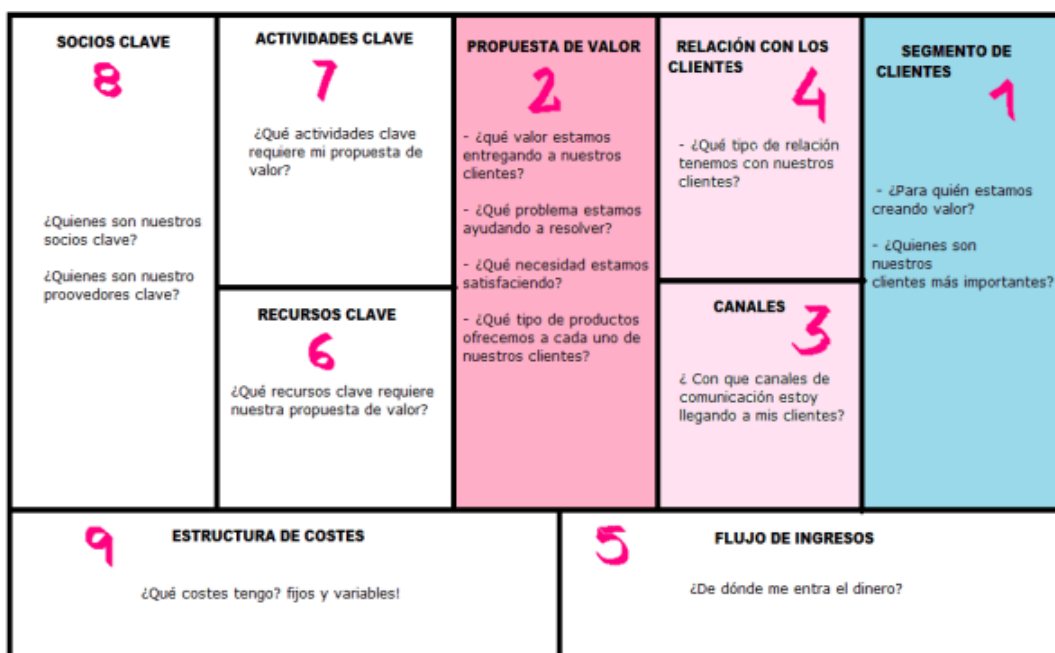 SOCIOS CLAVE
8
¿Quienes son nuestros
socios clave?
¿Quienes son nuestro
proovedores clave?
ACTIVIDADES CLAVE
7
¿Qué actividades clave
requiere mi propuesta de
valor?
RECURSOS CLAVE
6
¿Qué recursos clave requiere
nuestra propuesta de valor?
PROPUESTA DE VALOR
2
- ¿qué valor estamos
entregando a nuestros
clientes?
- ¿Qué problema estamos
ayudando a resolver?
- ¿Qué necesidad estamos
satisfaciendo?
- ¿Qué tipo de productos
ofrecemos a cada uno de
nuestros clientes?
RELACIÓN CON LOS
CLIENTES
4
- ¿Qué tipo de relación
tenemos con nuestros
clientes?
CANALES
3
¿ Con que canales de
comunicación estoy
llegando a mis clientes?
SEGMENTO DE
CLIENTES
1
- ¿Para quién estamos
creando valor?
- ¿Quienes son
nuestros
clientes más importantes?
9
ESTRUCTURA DE COSTES
¿Qué costes tengo? fijos y variables!
5
FLUJO DE INGRESOS
¿De dónde me entra el dinero?